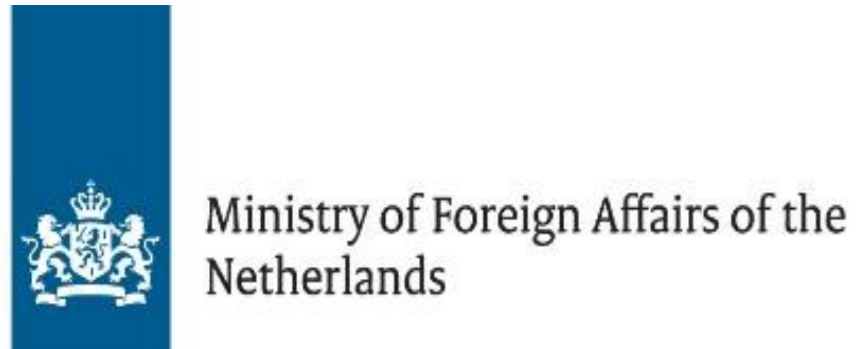 Ministry of Foreign Affairs of the
Netherlands